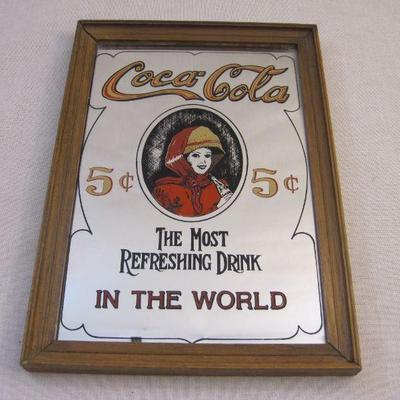 Coca-Cola
5¢ 5¢
THE MOST
REFRESHING DRINK
IN THE WORLD